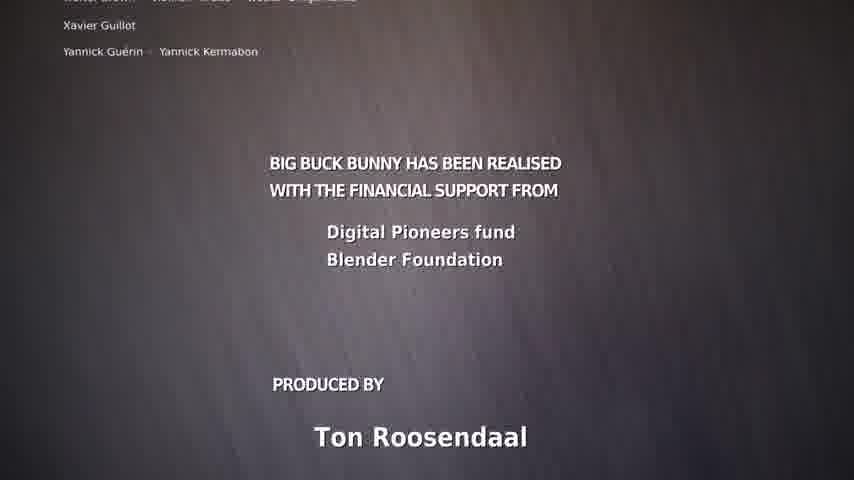 Xavier Guillot
Yannick Guérin Yannick Kermabon
BIG BUCK BUNNY HAS BEEN REALISED
WITH THE FINANCIAL SUPPORT FROM
Digital Pioneers fund
Blender Foundation
PRODUCED BY
Ton Roosendaal